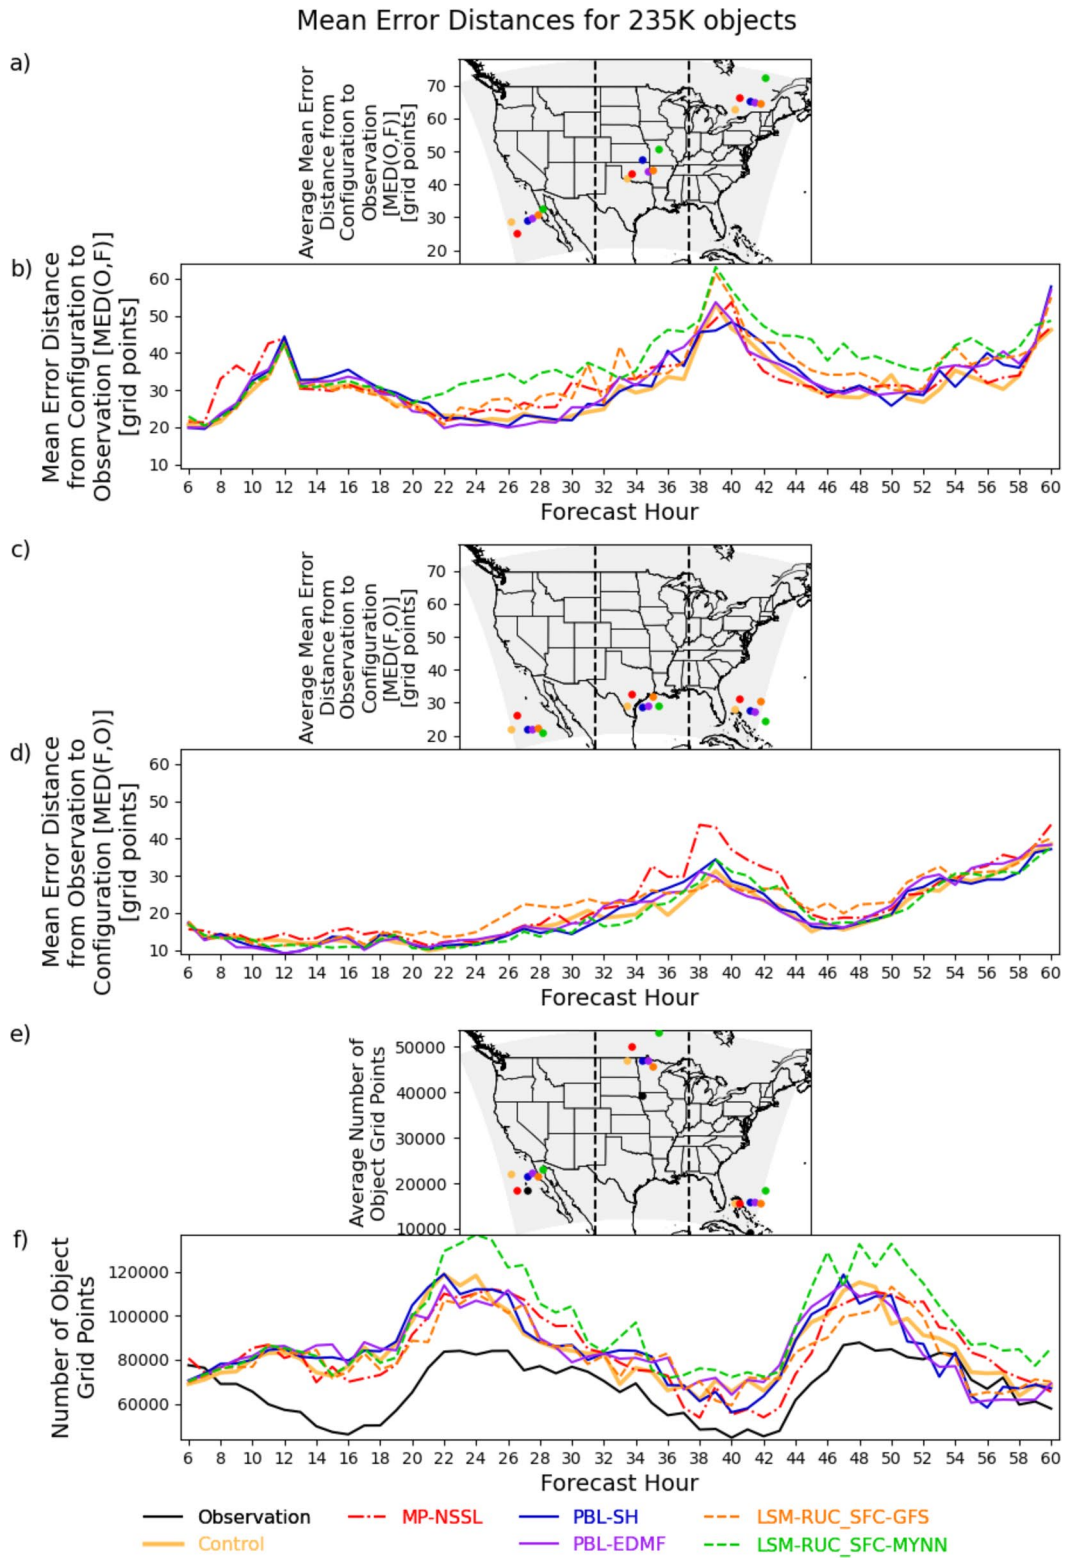 Mean Error Distances for 235K objects
a)
Average Mean Error
Distance from
Configuration to
Observation
[MED(O,F)]
[grid points]
70
60
50
40
30
20
b)
Mean Error Distance
from Configuration to
Observation [MED(O,F)]
[grid points]
60
50
40
30
20
10
6 7 8 9 10 11 12 14 16 18 20 22 24 26 28 30 32 34 36 38 40 42 44 46 48 50 51 52 53 54 56 57 58 60
Forecast Hour
c)
Average Mean Error
Distance from
Observation to
Configuration
[MED(F,O)]
[grid points]
70
60
50
40
30
20
d)
Mean Error Distance
from Observation to
Configuration [MED(F,O)]
[grid points]
60
50
40
30
20
10
6 8 10 12 14 16 18 20 22 24 26 28 30 32 34 36 38 40 42 44 46 48 50 52 54 56 58 60
Forecast Hour
e)
Average Number of
Object Grid Points
50000
40000
30000
20000
10000
f)
Number of Object
Grid Points
120000
100000
80000
60000
6 8 10 12 14 16 18 20 22 24 26 28 30 32 34 36 38 40 42 44 46 48 50 52 54 56 58 60
Forecast Hour
Observation MP-NSSL PBL-SH LSM-RUC_SFC-GFS
Control PBL-EDMF LSM-RUC_SFC-MYNN